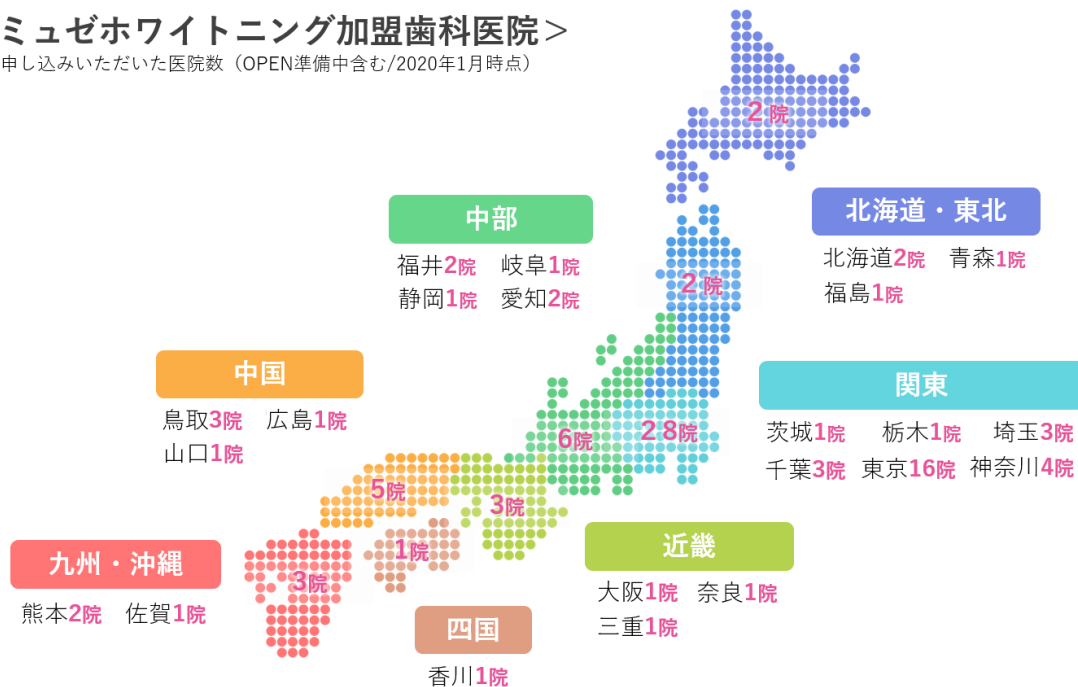 ミュゼホワイトニング加盟歯科医院＞
申し込みいただいた医院数（OPEN準備中含む/2020年1月時点）
2院
北海道・東北
北海道2院 青森1院
福島1院
中部
福井2院 岐阜1院
静岡1院 愛知2院
2院
中国
鳥取3院 広島1院
山口1院
関東
茨城1院 栃木1院 埼玉3院
千葉3院 東京16院 神奈川4院
28院
6院
5院
3院
1院
3院
近畿
大阪1院 奈良1院
三重1院
九州・沖縄
熊本2院 佐賀1院
四国
香川1院